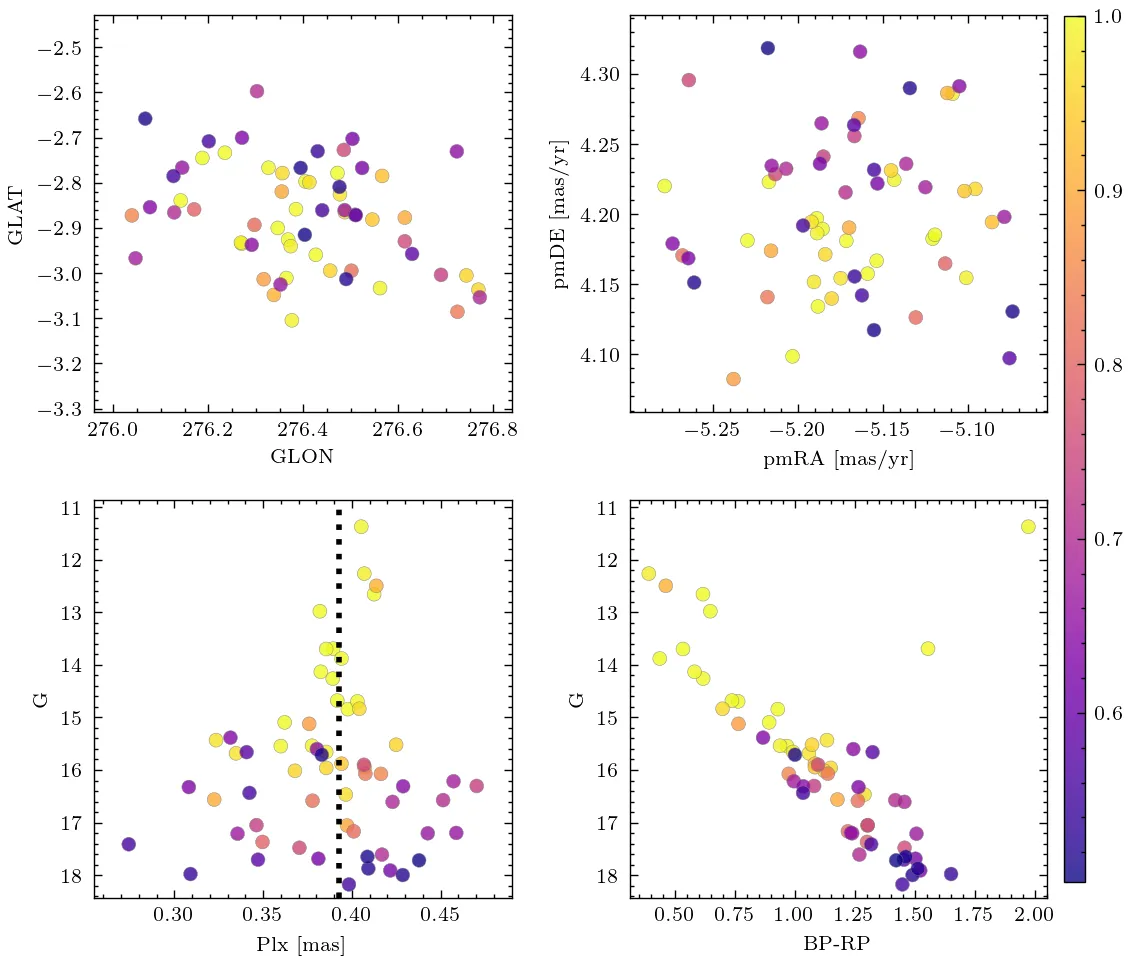 −2.5
−2.6
−2.7
−2.8
−2.9
−3.0
−3.1
−3.2
−3.3
GLAT
276.0 276.2 276.4 276.6 276.8
GLON
4.30
4.25
4.20
4.15
4.10
pmDE [mas/yr]
−5.25 −5.20 −5.15 −5.10
pmRA [mas/yr]
1.0
0.9
0.8
0.7
0.6
11
12
13
14
15
16
17
18
G
0.30 0.35 0.40 0.45
Plx [mas]
11
12
13
14
15
16
17
18
G
0.50 0.75 1.00 1.25 1.50 1.75 2.00
BP-RP